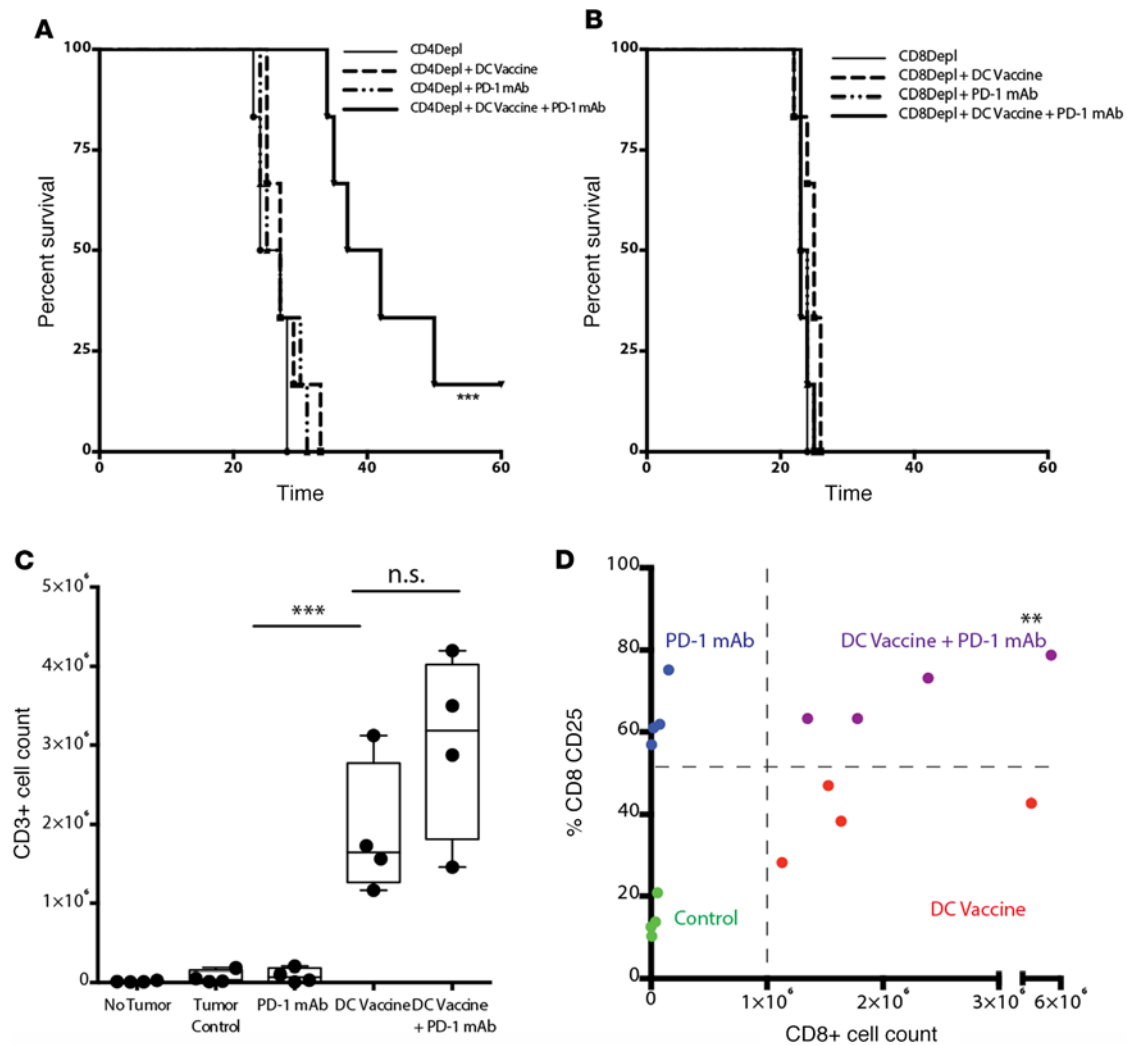 A
100
75
50
25
0
0
20
40
60
Percent survival
Time
CD4Depl
CD4Depl + DC Vaccine
CD4Depl + PD-1 mAb
CD4Depl + DC Vaccine + PD-1 mAb
***
B
100
75
50
25
0
0
20
40
60
Percent survival
Time
CD8Depl
CD8Depl + DC Vaccine
CD8Depl + PD-1 mAb
CD8Depl + DC Vaccine + PD-1 mAb
C
5×10⁶
4×10⁶
3×10⁶
2×10⁶
1×10⁶
0
CD3+ cell count
***
n.s.
No Tumor
Tumor
Control
PD-1 mAb
DC Vaccine
DC Vaccine
+ PD-1 mAb
D
100
80
60
40
20
0
% CD8 CD25
PD-1 mAb
DC Vaccine + PD-1 mAb
**
Control
DC Vaccine
0
1×10⁶
2×10⁶
3×10⁶
6×10⁶
CD8+ cell count